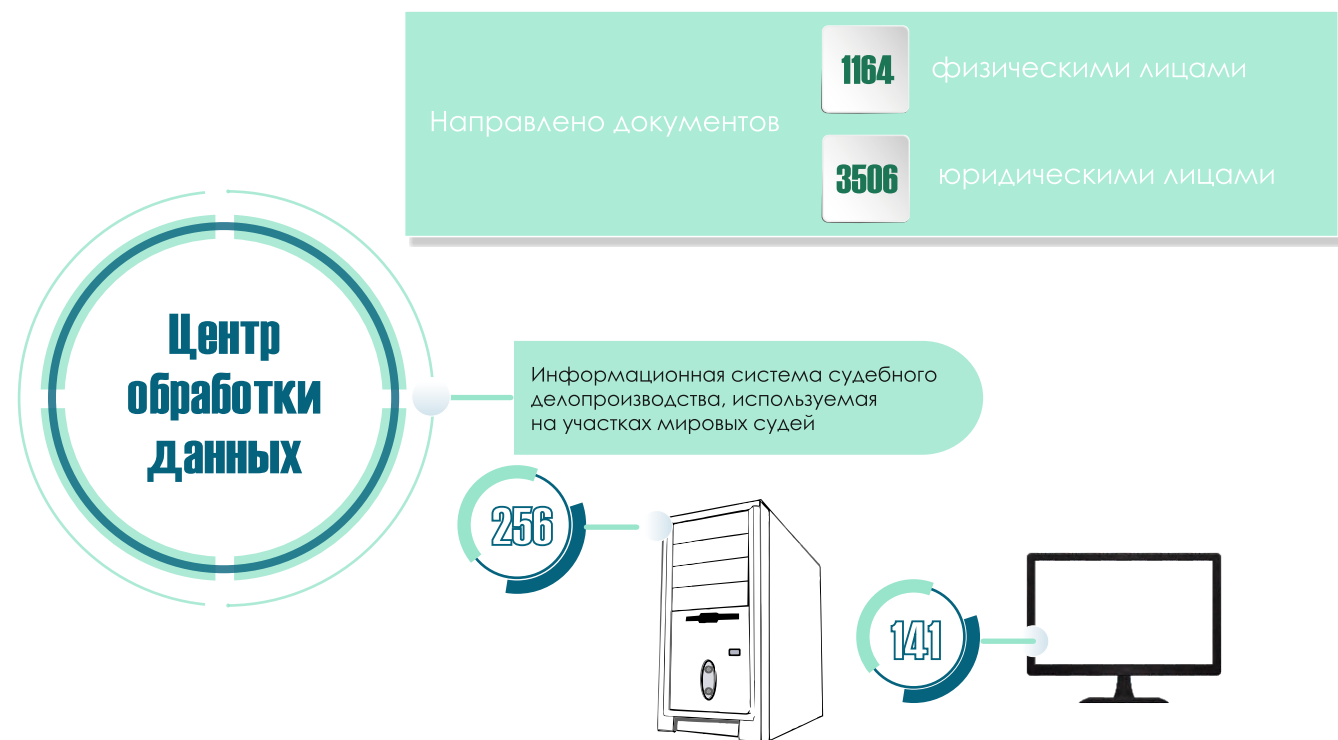 1164 физическими лицами
Направлено документов
3506 юридическими лицами
Центр
обработки
данных
Информационная система судебного
делопроизводства, используемая
на участках мировых судей
256
141